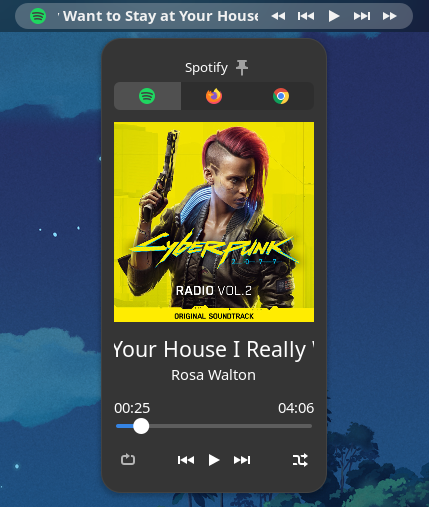 Want to Stay at Your House
Spotify
Cyberpunk
2077
RADIO VOL.2
ORIGINAL SOUNDTRACK
Your House I Really
Rosa Walton
00:25 04:06